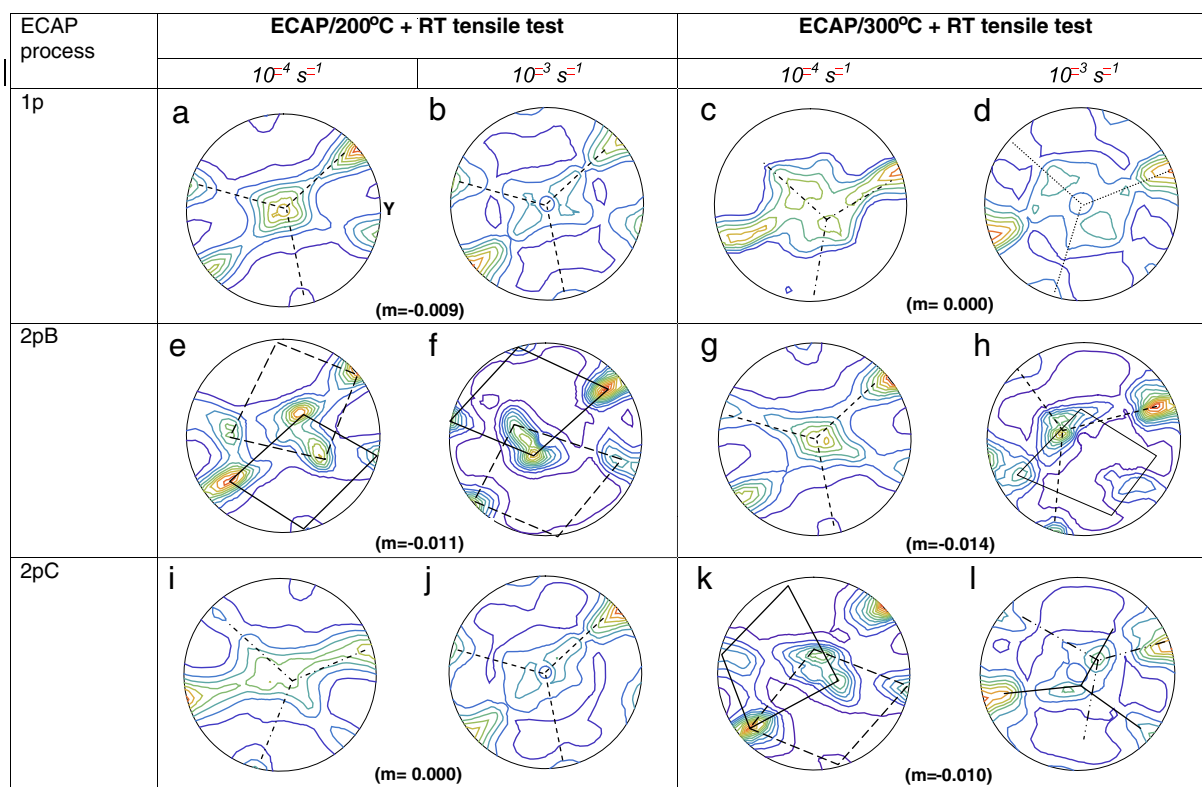 ECAP process
ECAP/200°C + RT tensile test
ECAP/300°C + RT tensile test
10⁻⁴ s⁻¹
10⁻³ s⁻¹
10⁻⁴ s⁻¹
10⁻³ s⁻¹
1p
a
b
c
d
Y
(m=-0.009)
(m= 0.000)
2pB
e
f
g
h
(m=-0.011)
(m=-0.014)
2pC
i
j
k
l
(m= 0.000)
(m=-0.010)